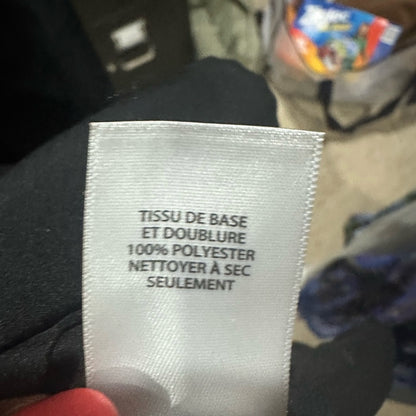 TISSU DE BASE
ET DOUBLURE
100% POLYESTER
NETTOYER À SEC
SEULEMENT